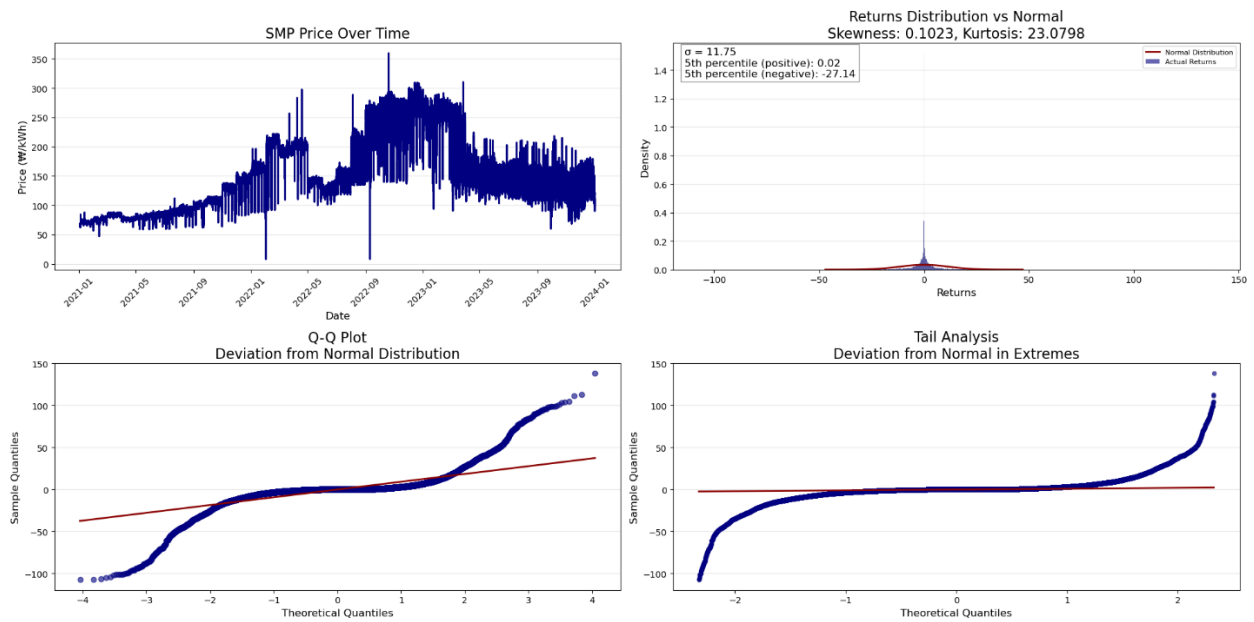 SMP Price Over Time
Price (₩/kWh)
350
300
250
200
150
100
50
0
2021-01
2021-05
2021-09
2022-01
2022-05
2022-09
2023-01
2023-05
2023-09
2024-01
Date
Returns Distribution vs Normal
Skewness: 0.1023, Kurtosis: 23.0798
σ = 11.75
5th percentile (positive): 0.02
5th percentile (negative): -27.14
Normal Distribution
Actual Returns
Density
1.4
1.2
1.0
0.8
0.6
0.4
0.2
0.0
−100
−50
0
50
100
150
Returns
Q-Q Plot
Deviation from Normal Distribution
Sample Quantiles
150
100
50
0
−50
−100
−4
−3
−2
−1
0
1
2
3
4
Theoretical Quantiles
Tail Analysis
Deviation from Normal in Extremes
Sample Quantiles
150
100
50
0
−50
−100
−2
−1
0
1
2
Theoretical Quantiles